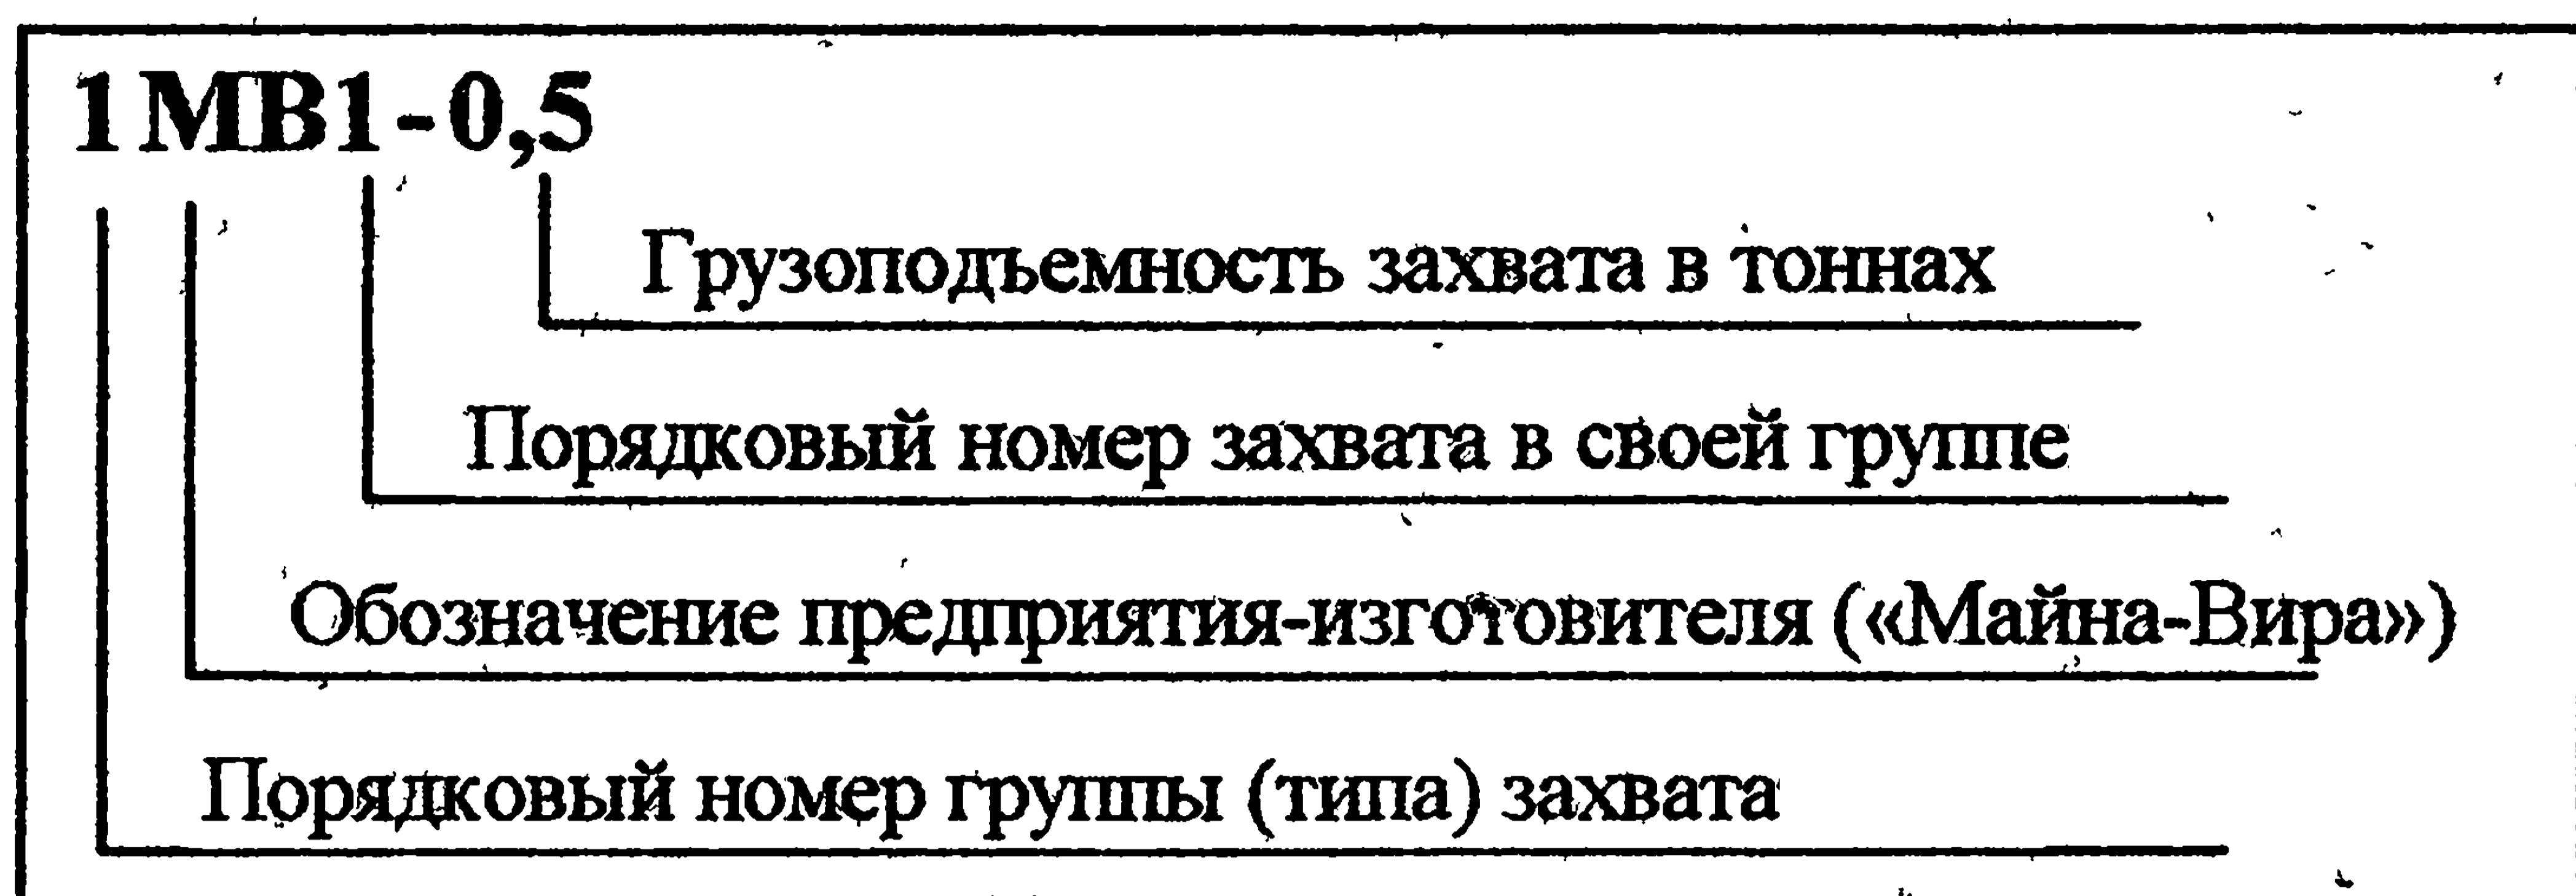 1МВ1-0,5
Грузоподъемность захвата в тоннах
Порядковый номер захвата в своей группе
Обозначение предприятия-изготовителя («Майна-Вира»)
Порядковый номер группы (типа) захвата